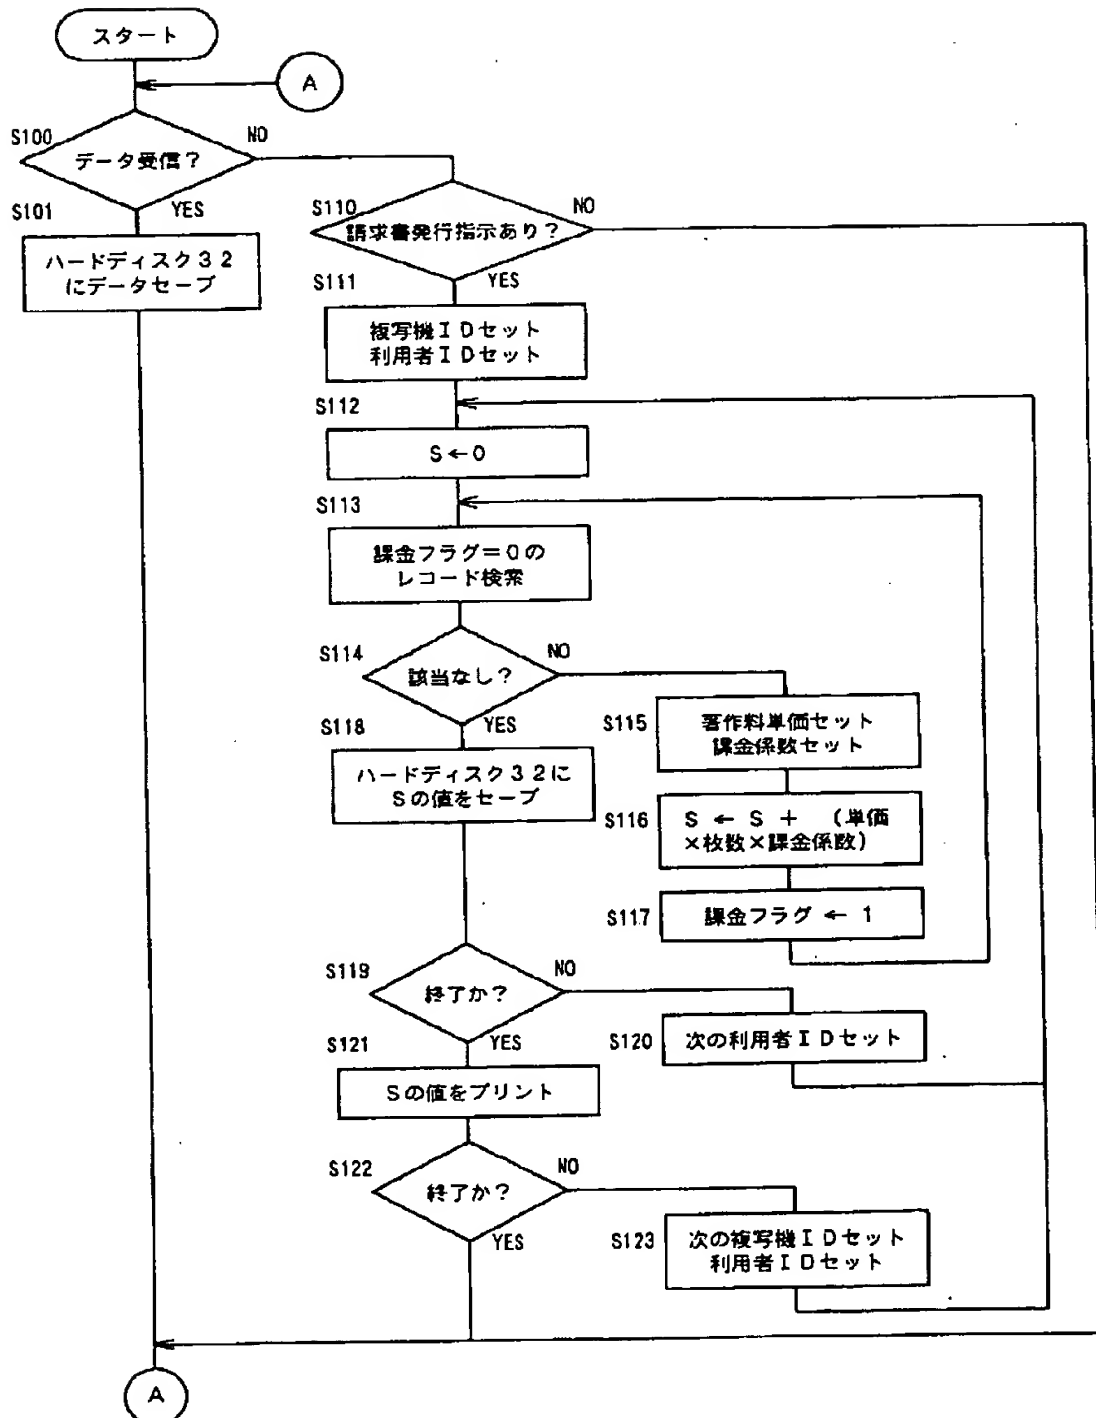 スタート
A
S100
データ受信?
NO
YES
S101
ハードディスク32
にデータセーブ
S110
請求書発行指示あり?
NO
YES
S111
複写機IDセット
利用者IDセット
S112
S←0
S113
課金フラグ=0の
レコード検索
S114
該当なし?
NO
YES
S115
著作料単価セット
課金係数セット
S116
S ← S + (単価
×枚数×課金係数)
S117
課金フラグ ← 1
S118
ハードディスク32に
Sの値をセーブ
S119
終了か?
NO
YES
S120
次の利用者IDセット
S121
Sの値をプリント
S122
終了か?
NO
YES
S123
次の複写機IDセット
利用者IDセット
A